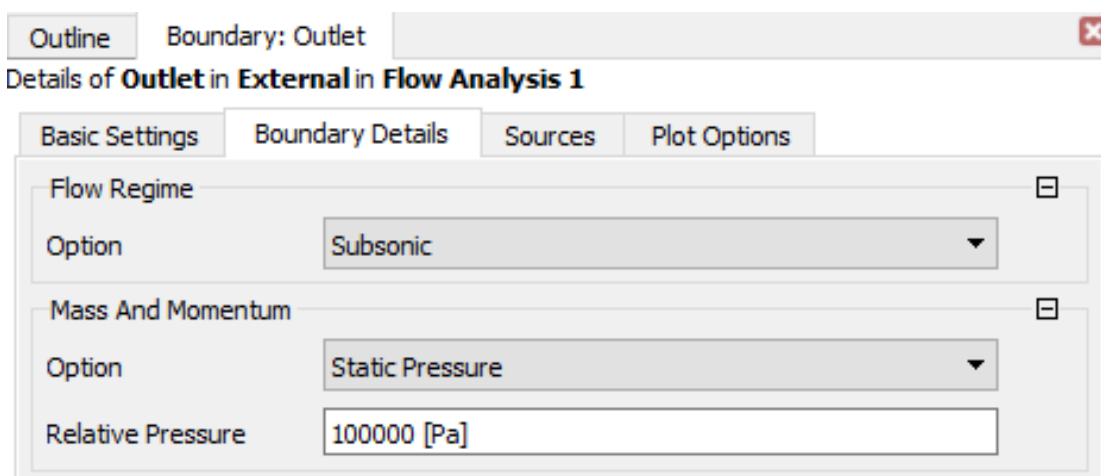 Outline Boundary: Outlet
Details of Outlet in External in Flow Analysis 1
Basic Settings Boundary Details Sources Plot Options
Flow Regime
Option Subsonic
Mass And Momentum
Option Static Pressure
Relative Pressure 100000 [Pa]